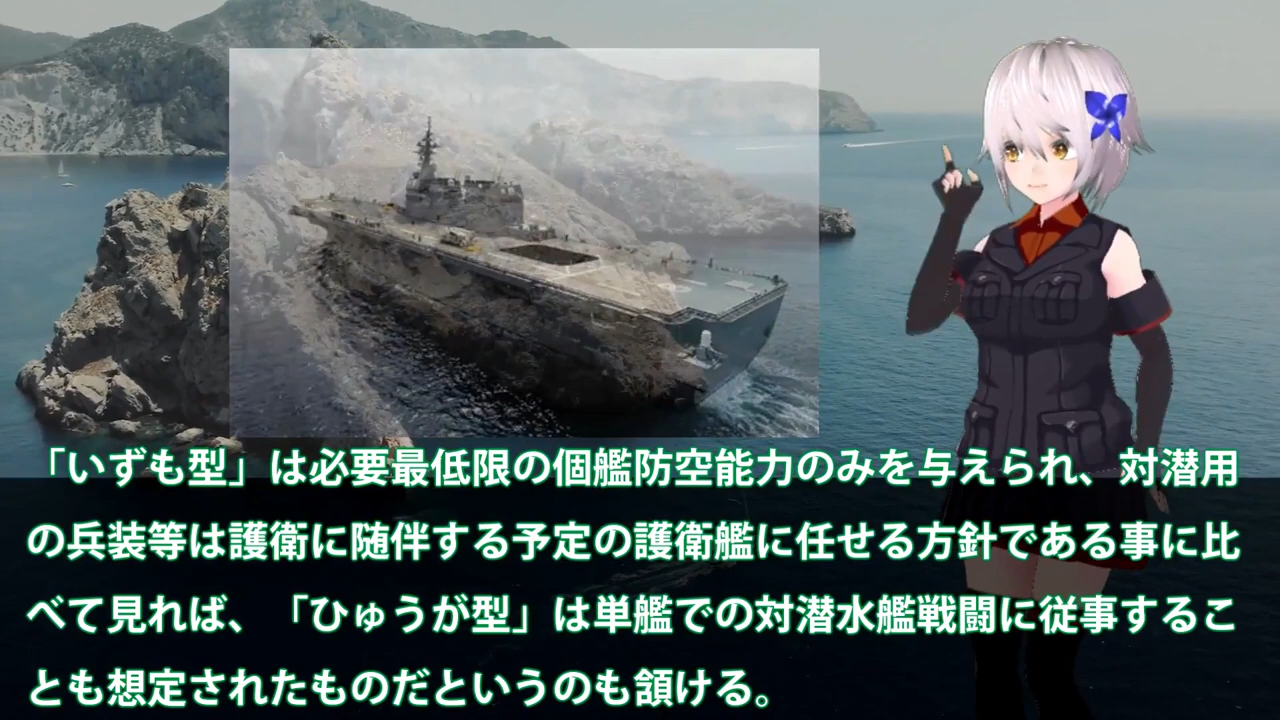 「いずも型」は必要最低限の個艦防空能力のみを与えられ、対潜用
の兵装等は護衛に随伴する予定の護衛艦に任せる方針である事に比
べて見れば、「ひゅうが型」は単艦での対潜水艦戦闘に従事するこ
とも想定されたものだというのも頷ける。